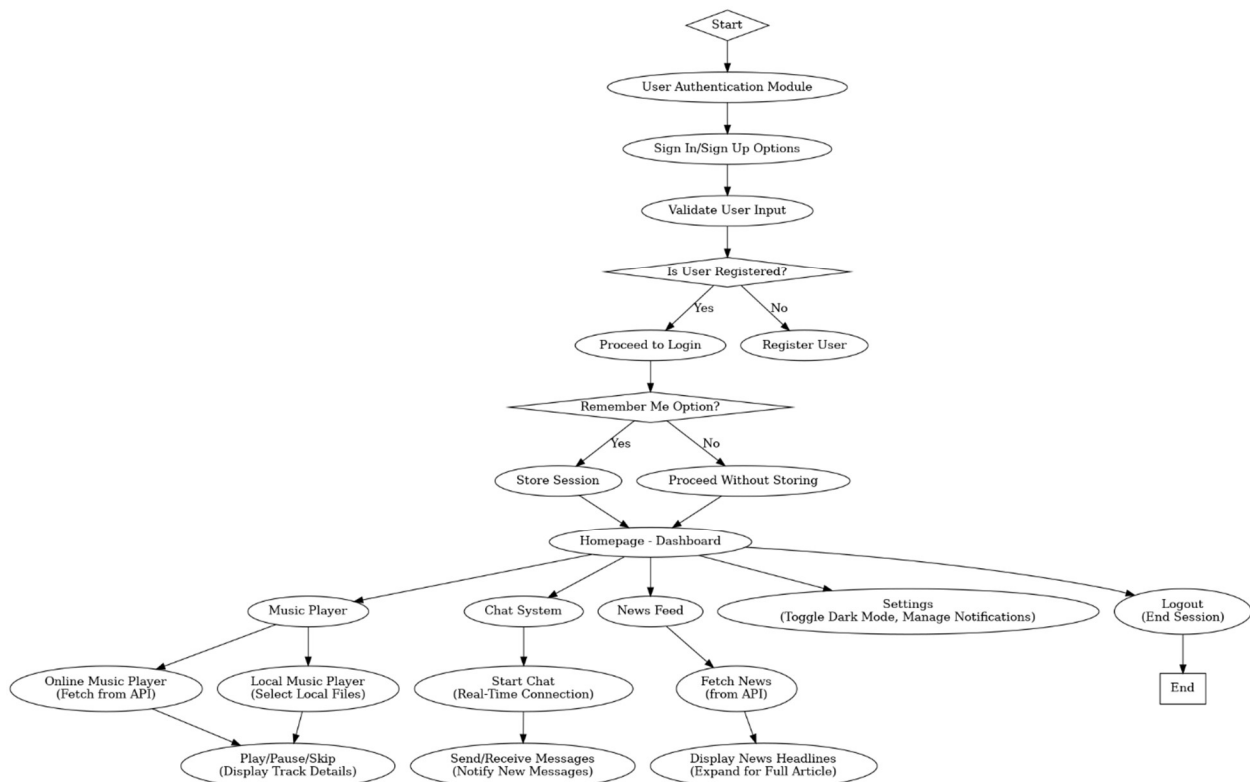 Start
User Authentication Module
Sign In/Sign Up Options
Validate User Input
Is User Registered?
Yes
No
Proceed to Login
Register User
Remember Me Option?
Yes
No
Store Session
Proceed Without Storing
Homepage - Dashboard
Music Player
Chat System
News Feed
Settings
(Toggle Dark Mode, Manage Notifications)
Logout
(End Session)
Online Music Player
(Fetch from API)
Local Music Player
(Select Local Files)
Start Chat
(Real-Time Connection)
Fetch News
(from API)
End
Play/Pause/Skip
(Display Track Details)
Send/Receive Messages
(Notify New Messages)
Display News Headlines
(Expand for Full Article)